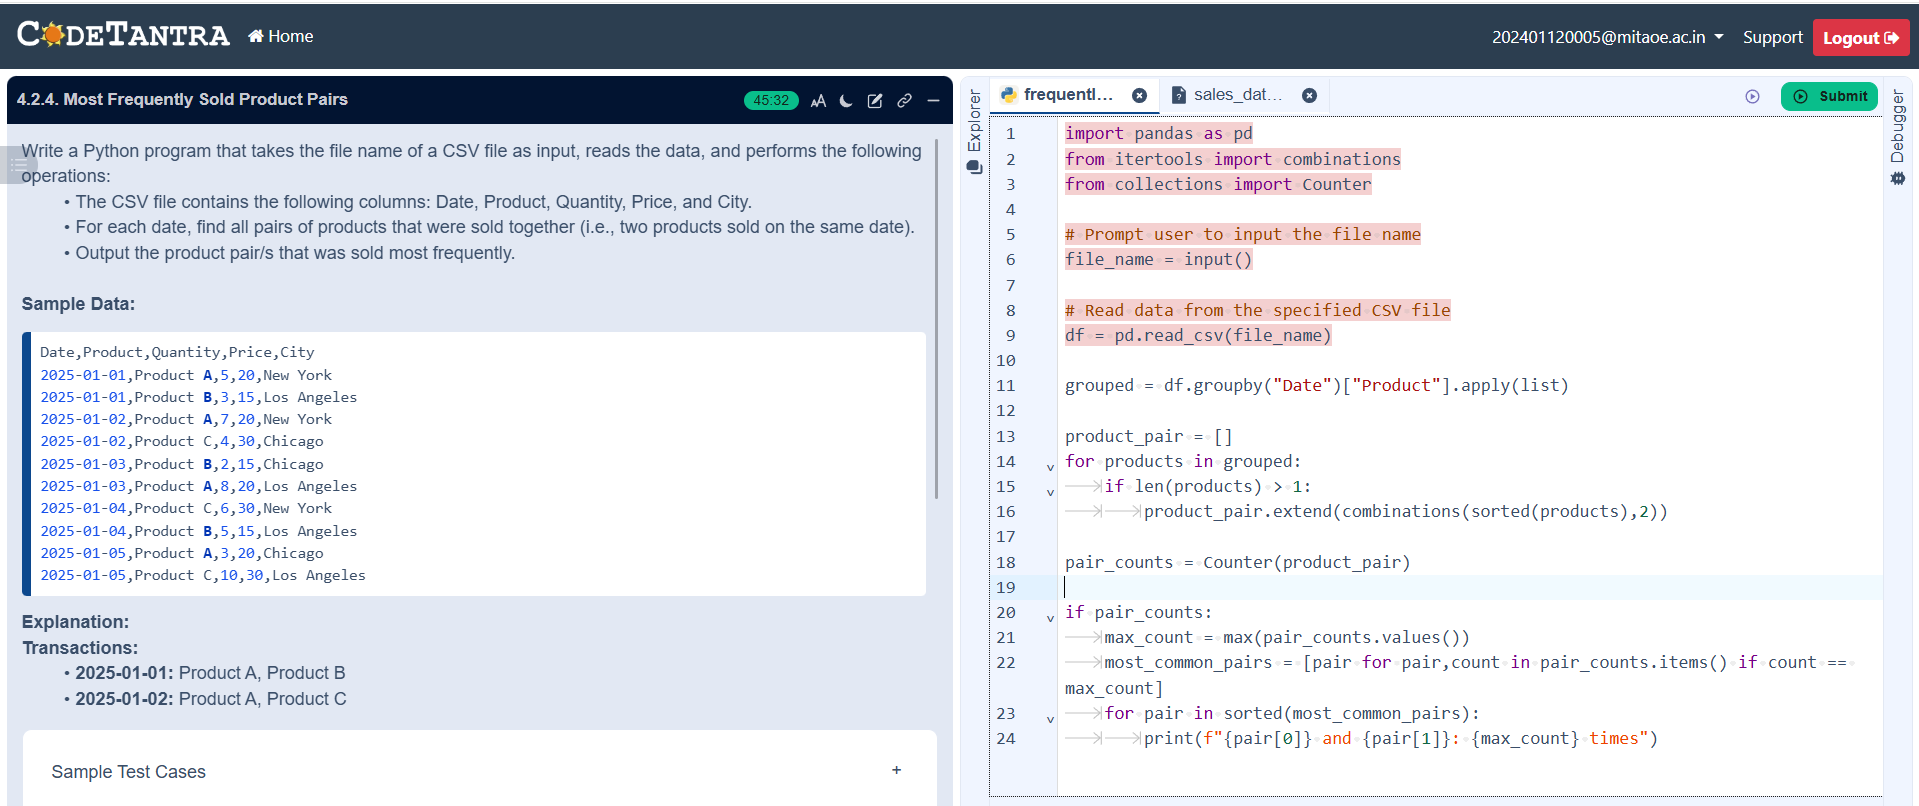 CODETANTRA Home 202401120005@mitaoe.ac.in Support Logout
4.2.4. Most Frequently Sold Product Pairs 45:32 AA
Write a Python program that takes the file name of a CSV file as input, reads the data, and performs the following
operations:
• The CSV file contains the following columns: Date, Product, Quantity, Price, and City.
• For each date, find all pairs of products that were sold together (i.e., two products sold on the same date).
• Output the product pair/s that was sold most frequently.
Sample Data:
Date,Product,Quantity,Price,City
2025-01-01,Product A,5,20,New York
2025-01-01,Product B,3,15,Los Angeles
2025-01-02,Product A,7,20,New York
2025-01-02,Product C,4,30,Chicago
2025-01-03,Product B,2,15,Chicago
2025-01-03,Product A,8,20,Los Angeles
2025-01-04,Product C,6,30,New York
2025-01-04,Product B,5,15,Los Angeles
2025-01-05,Product A,3,20,Chicago
2025-01-05,Product C,10,30,Los Angeles
Explanation:
Transactions:
• 2025-01-01: Product A, Product B
• 2025-01-02: Product A, Product C
Sample Test Cases +
Explorer
frequentl... sales_dat... Submit
Debugger
1 import pandas as pd
2 from itertools import combinations
3 from collections import Counter
4
5 # Prompt user to input the file name
6 file_name = input()
7
8 # Read data from the specified CSV file
9 df = pd.read_csv(file_name)
10
11 grouped = df.groupby("Date")["Product"].apply(list)
12
13 product_pair = []
14 for products in grouped:
15 if len(products) > 1:
16 product_pair.extend(combinations(sorted(products),2))
17
18 pair_counts = Counter(product_pair)
19
20 if pair_counts:
21 max_count = max(pair_counts.values())
22 most_common_pairs = [pair for pair,count in pair_counts.items() if count ==
max_count]
23 for pair in sorted(most_common_pairs):
24 print(f"{pair[0]} and {pair[1]}: {max_count} times")